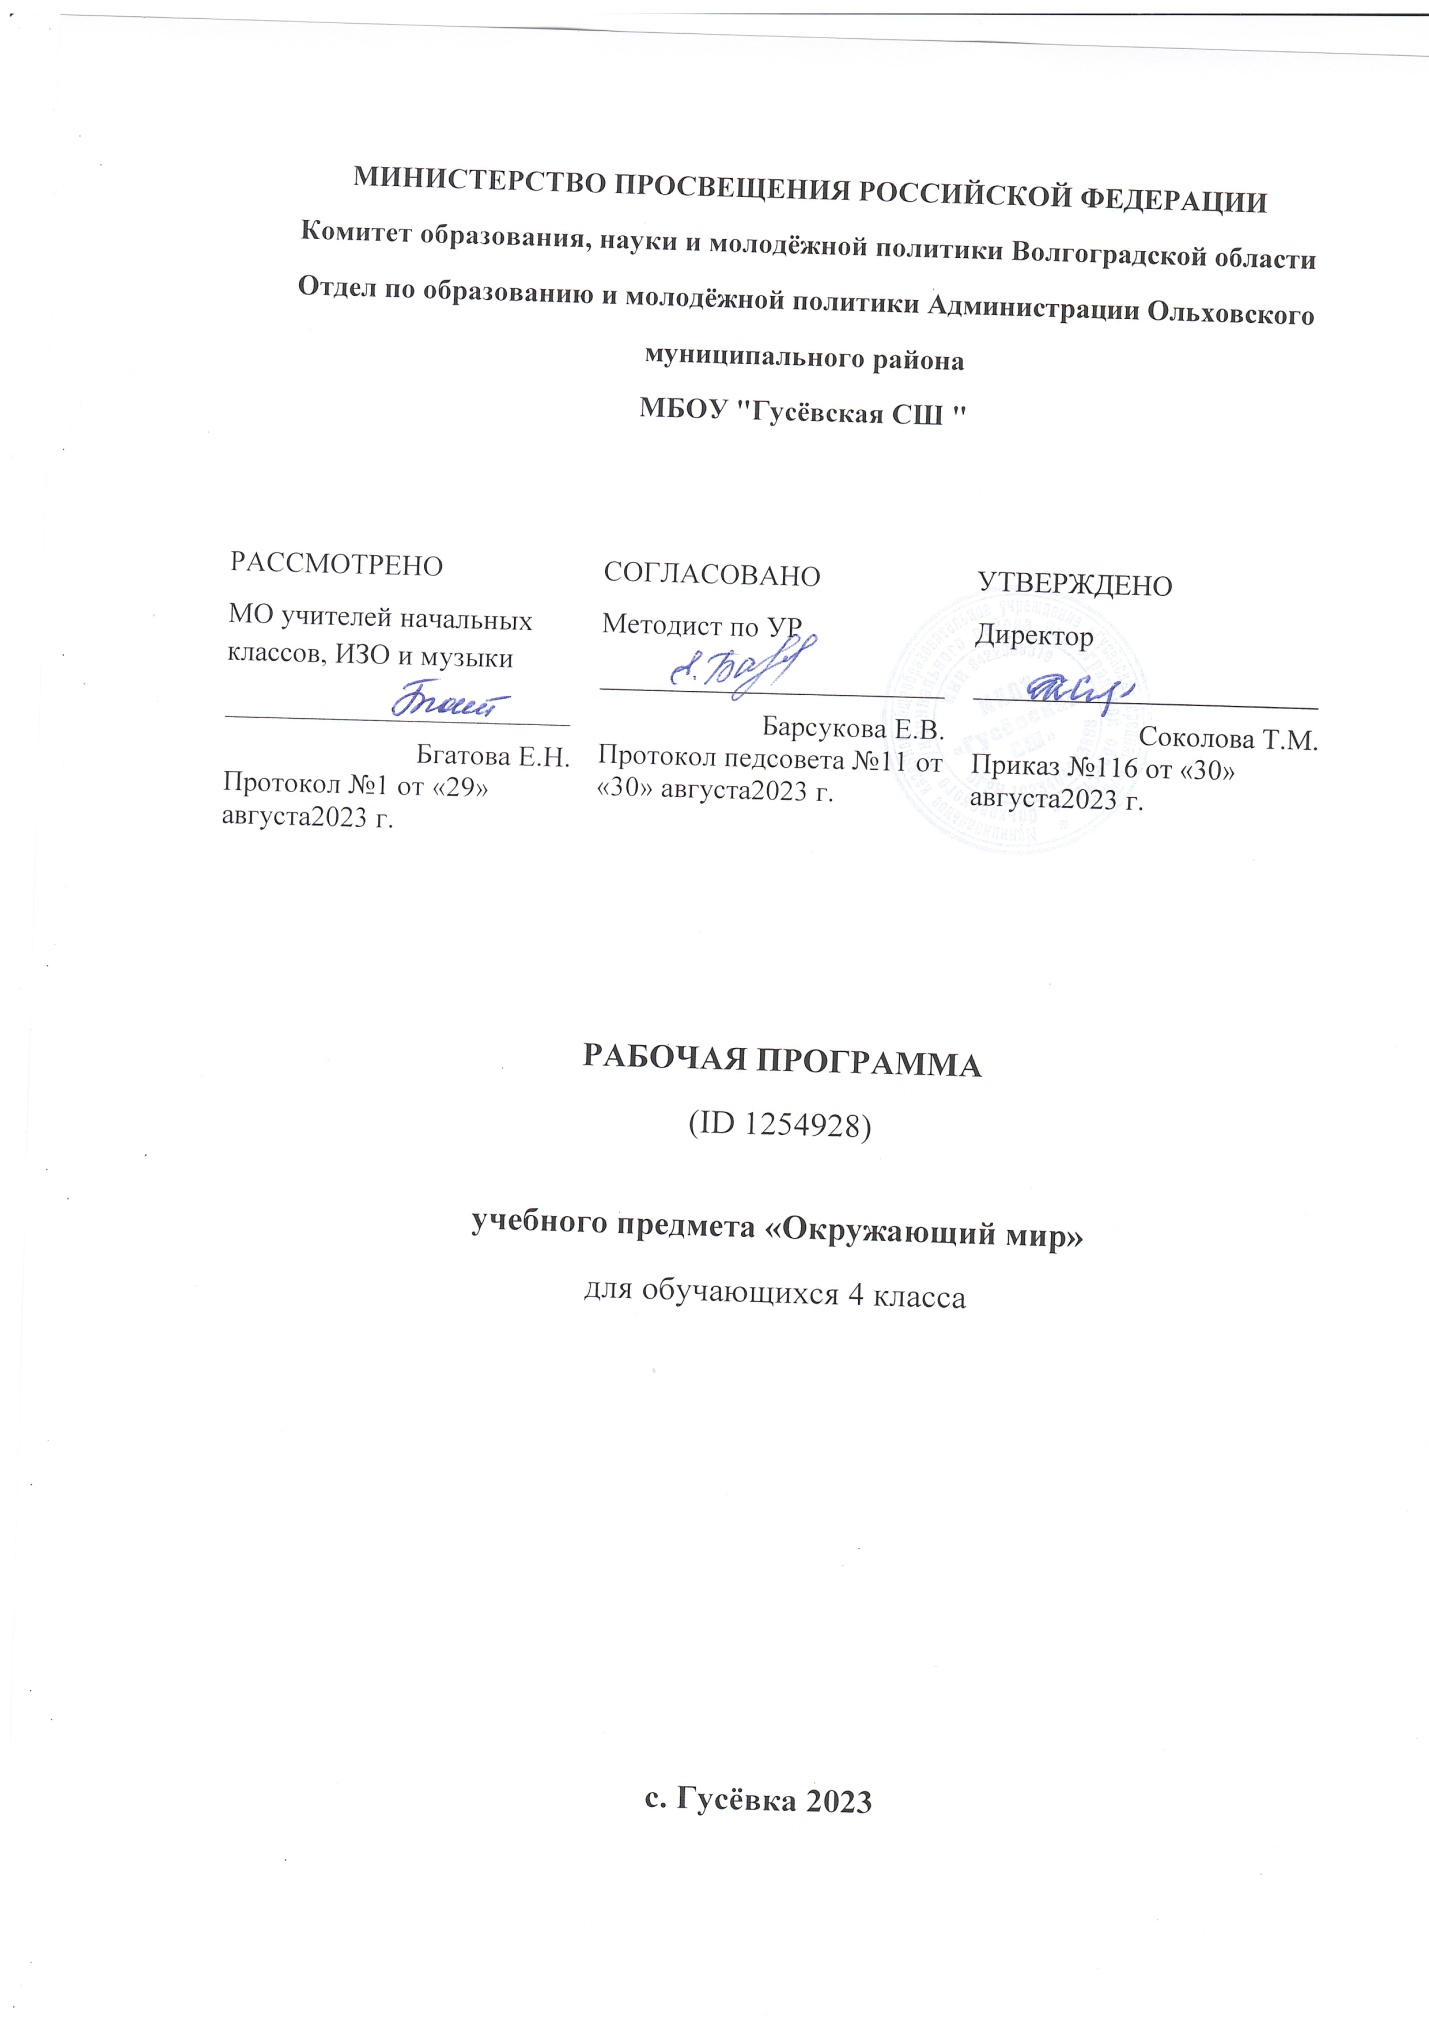 МИНИСТЕРСТВО ПРОСВЕЩЕНИЯ РОССИЙСКОЙ ФЕДЕРАЦИИ
Комитет образования, науки и молодёжной политики Волгоградской области
Отдел по образованию и молодёжной политики Администрации Ольховского
муниципального района
МБОУ "Гусёвская СШ "
РАССМОТРЕНО
МО учителей начальных
классов, ИЗО и музыки
Бгатова Е.Н.
Протокол №1 от «29»
августа2023 г.
СОГЛАСОВАНО
Методист по УР
Барсукова Е.В.
Протокол педсовета №11 от
«30» августа2023 г.
УТВЕРЖДЕНО
Директор
Соколова Т.М.
Приказ №116 от «30»
августа2023 г.
РАБОЧАЯ ПРОГРАММА
(ID 1254928)
учебного предмета «Окружающий мир»
для обучающихся 4 класса
с. Гусёвка 2023